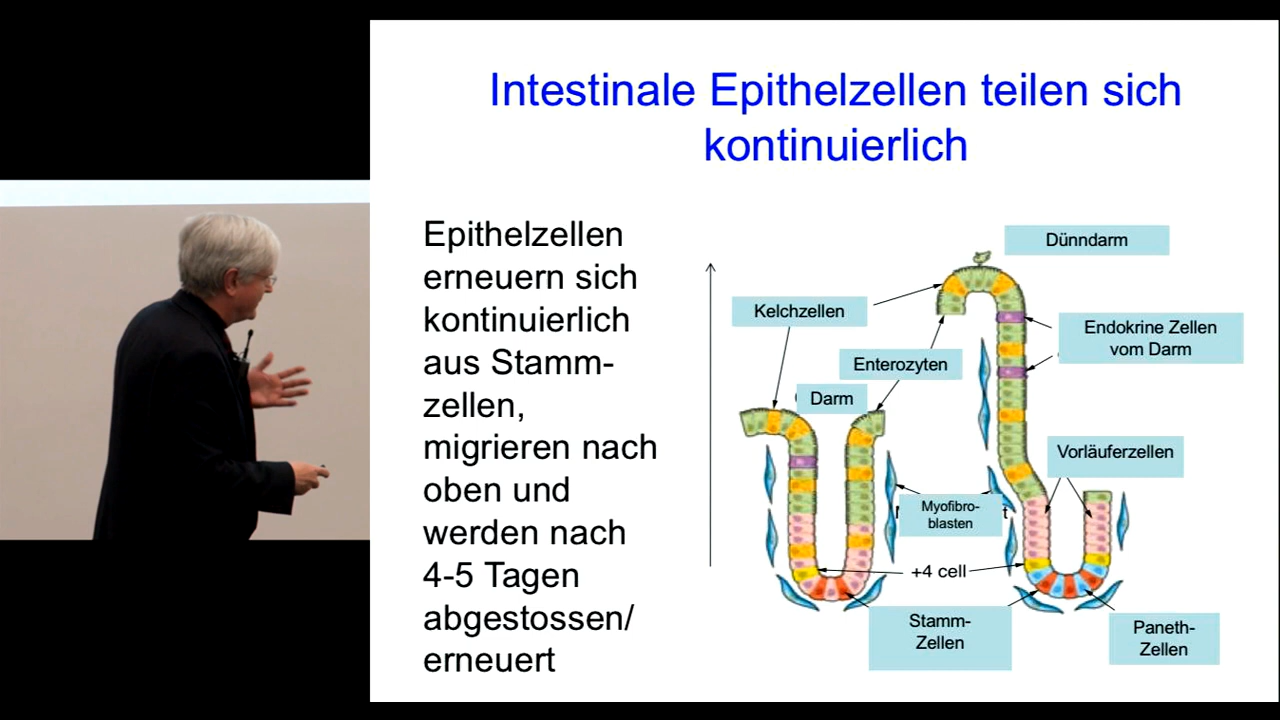 Intestinale Epithelzellen teilen sich
kontinuierlich
Epithelzellen
erneuern sich
kontinuierlich
aus Stamm-
zellen,
migrieren nach
oben und
werden nach
4-5 Tagen
abgestossen/
erneuert
Dünndarm
Kelchzellen
Endokrine Zellen
vom Darm
Enterozyten
Darm
Vorläuferzellen
Myofibro-
blasten
+4 cell
Stamm-
Zellen
Paneth-
Zellen